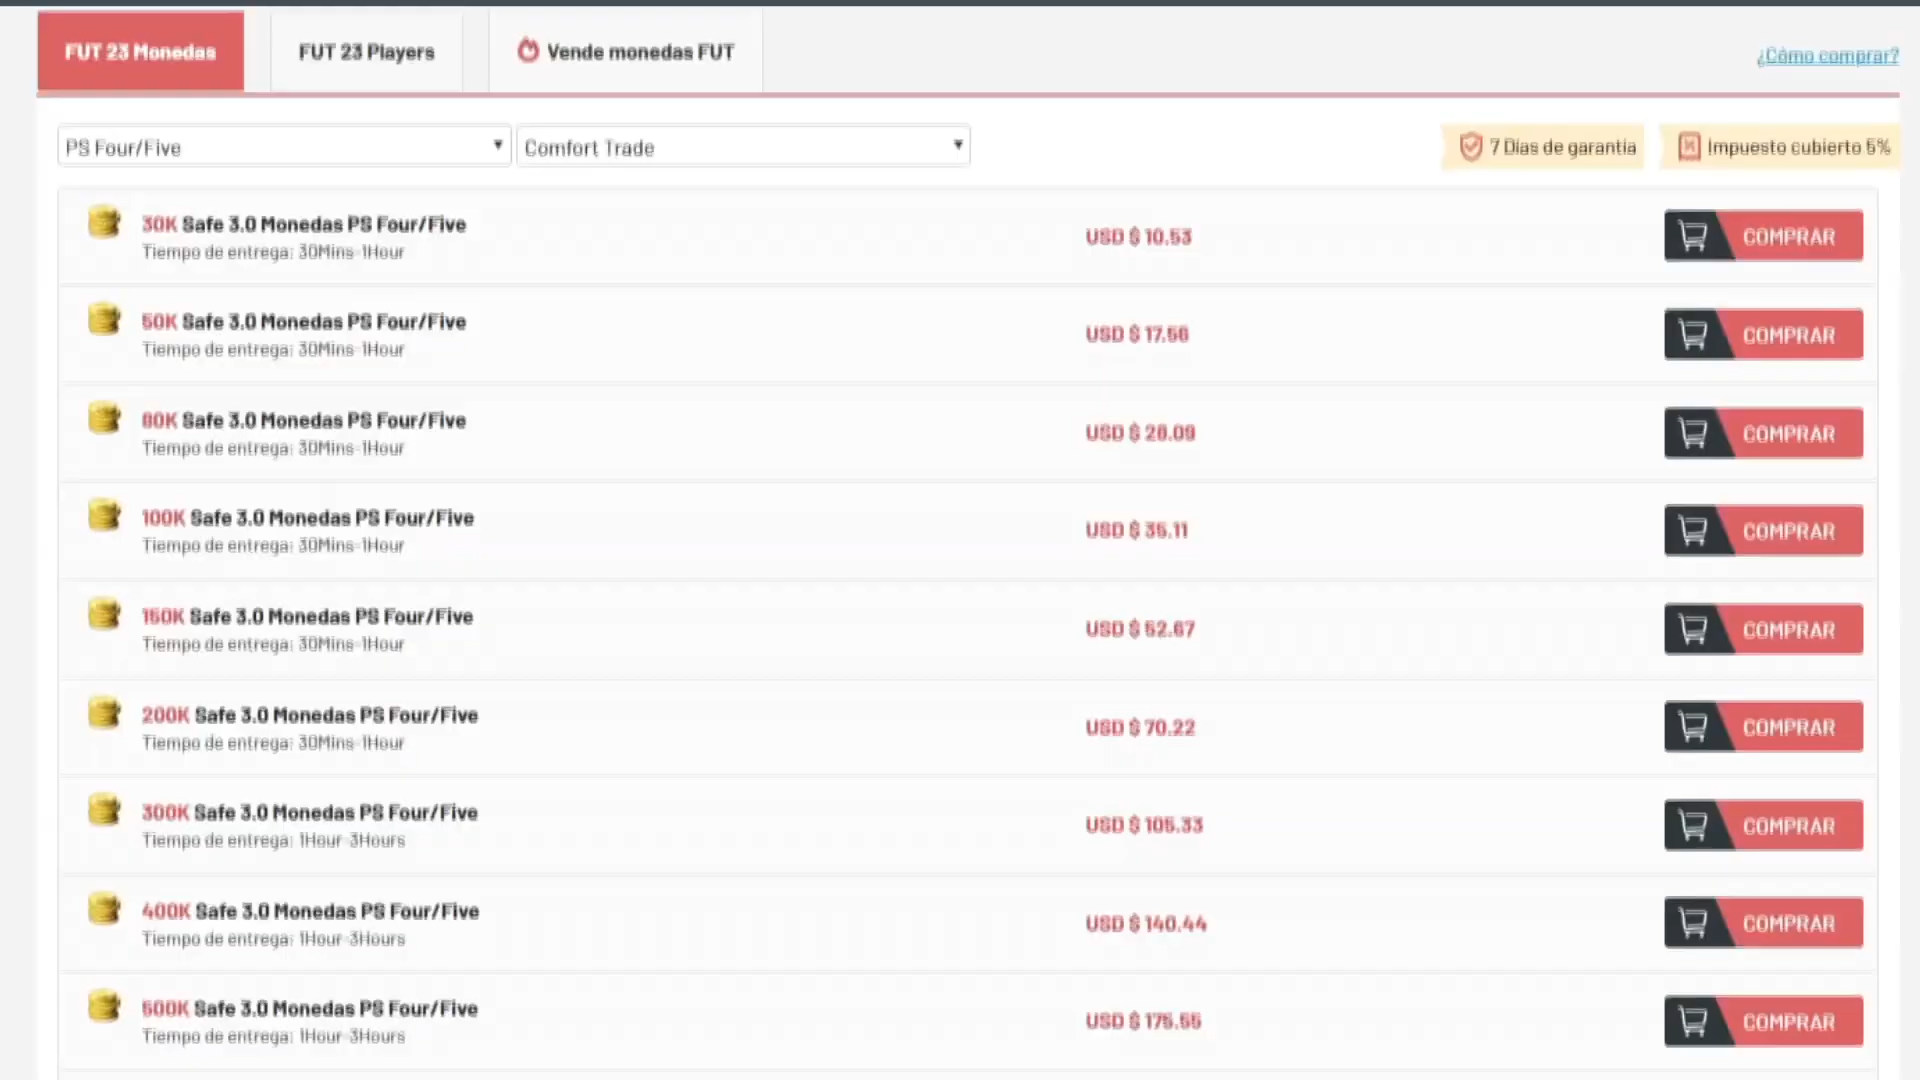 FUT 23 Monedas
FUT 23 Players
Vende monedas FUT
¿Cómo comprar?
PS Four/Five
Comfort Trade
7 Días de garantia
Impuesto cubierto 5%
30K Safe 3.0 Monedas PS Four/Five
Tiempo de entrega: 30Mins-1Hour
USD $ 10.53
COMPRAR
50K Safe 3.0 Monedas PS Four/Five
Tiempo de entrega: 30Mins-1Hour
USD $ 17.56
COMPRAR
80K Safe 3.0 Monedas PS Four/Five
Tiempo de entrega: 30Mins-1Hour
USD $ 28.09
COMPRAR
100K Safe 3.0 Monedas PS Four/Five
Tiempo de entrega: 30Mins-1Hour
USD $ 35.11
COMPRAR
150K Safe 3.0 Monedas PS Four/Five
Tiempo de entrega: 30Mins-1Hour
USD $ 52.67
COMPRAR
200K Safe 3.0 Monedas PS Four/Five
Tiempo de entrega: 30Mins-1Hour
USD $ 70.22
COMPRAR
300K Safe 3.0 Monedas PS Four/Five
Tiempo de entrega: 1Hour-3Hours
USD $ 105.33
COMPRAR
400K Safe 3.0 Monedas PS Four/Five
Tiempo de entrega: 1Hour-3Hours
USD $ 140.44
COMPRAR
500K Safe 3.0 Monedas PS Four/Five
Tiempo de entrega: 1Hour-3Hours
USD $ 175.55
COMPRAR